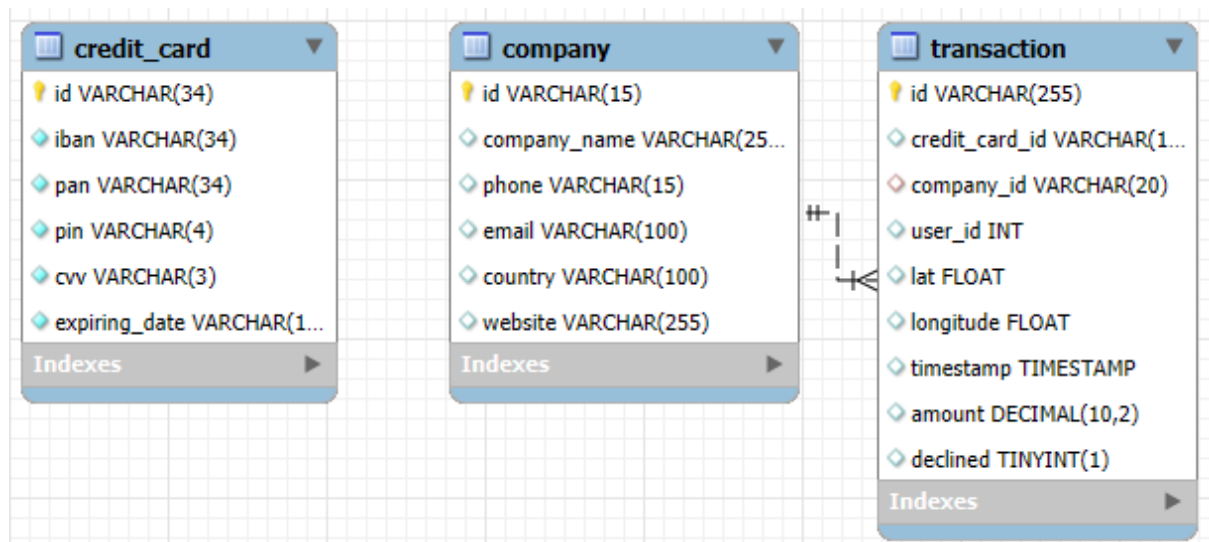 credit_card
id VARCHAR(34)
iban VARCHAR(34)
pan VARCHAR(34)
pin VARCHAR(4)
cvv VARCHAR(3)
expiring_date VARCHAR(1...
Indexes
company
id VARCHAR(15)
company_name VARCHAR(25...
phone VARCHAR(15)
email VARCHAR(100)
country VARCHAR(100)
website VARCHAR(255)
Indexes
transaction
id VARCHAR(255)
credit_card_id VARCHAR(1...
company_id VARCHAR(20)
user_id INT
lat FLOAT
longitude FLOAT
timestamp TIMESTAMP
amount DECIMAL(10,2)
declined TINYINT(1)
Indexes